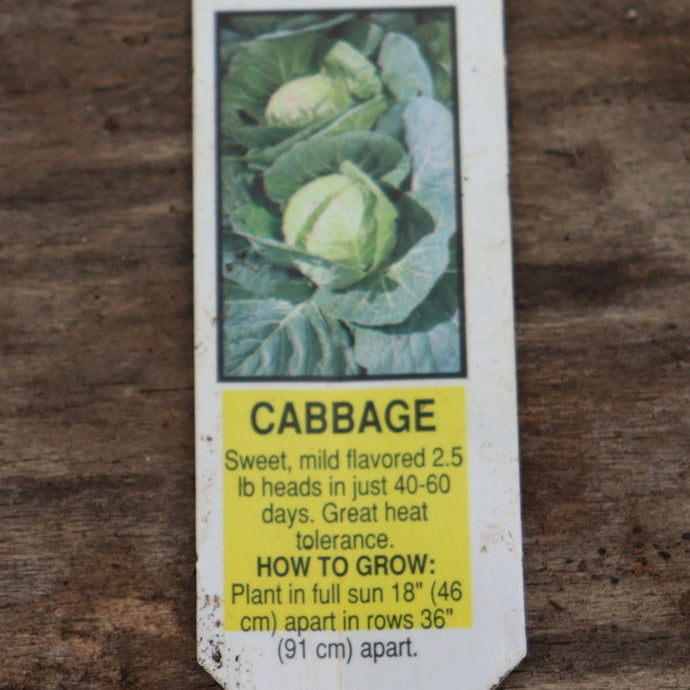 CABBAGE
Sweet, mild flavored 2.5
lb heads in just 40-60
days. Great heat
tolerance.
HOW TO GROW:
Plant in full sun 18" (46
cm) apart in rows 36"
(91 cm) apart.